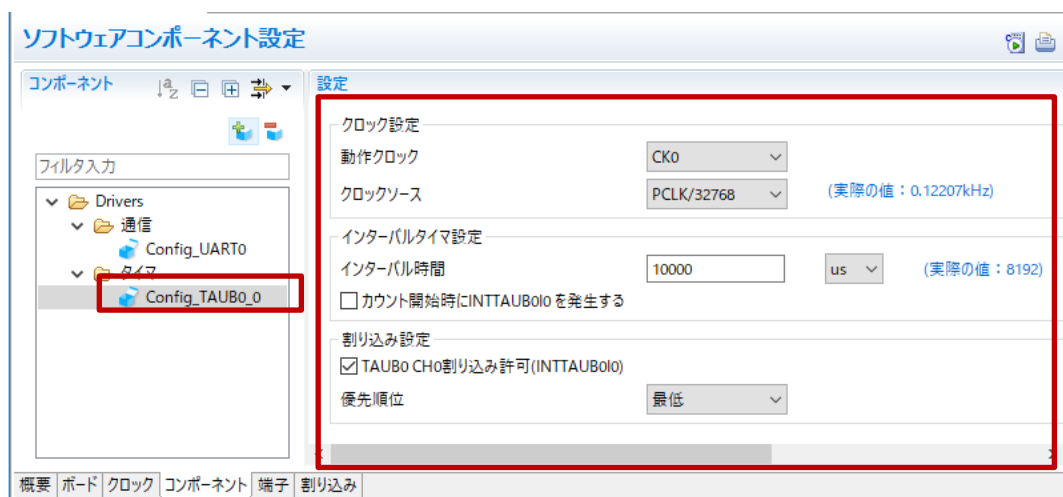 ソフトウェアコンポーネント設定
コンポーネント
設定
フィルタ入力
Drivers
通信
Config_UART0
タイマ
Config_TAUB0_0
クロック設定
動作クロック CK0
クロックソース PCLK/32768 (実際の値：0.12207kHz)
インターバルタイマ設定
インターバル時間 10000 us (実際の値：8192)
カウント開始時にINTTAUB0I0 を発生する
割り込み設定
TAUB0 CH0割り込み許可(INTTAUB0I0)
優先順位 最低
概要 ボード クロック コンポーネント 端子 割り込み